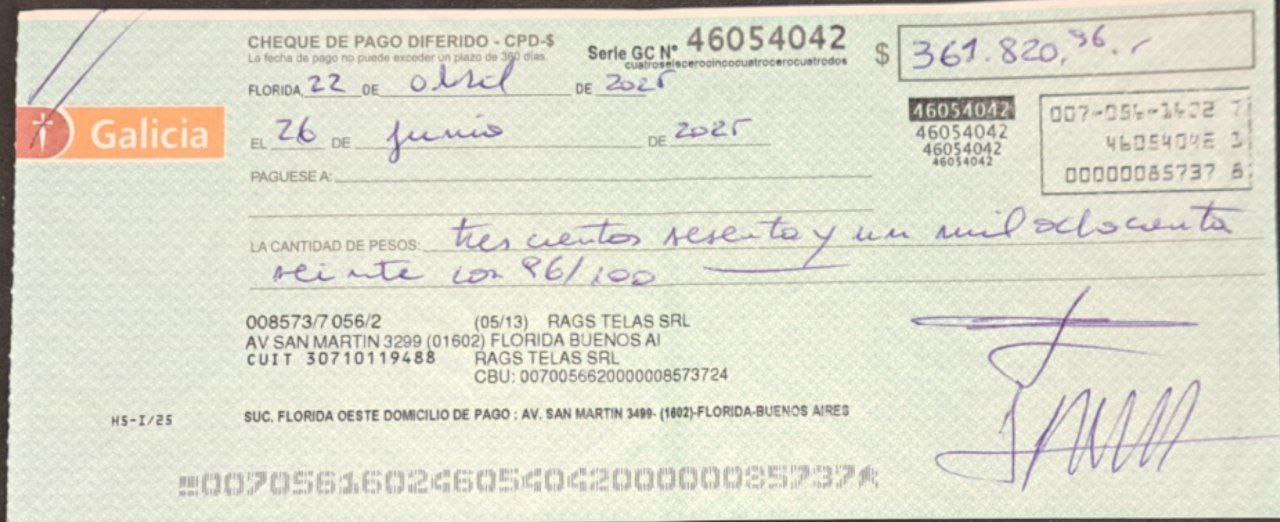 CHEQUE DE PAGO DIFERIDO - CPD-$
La fecha de pago no puede exceder un plazo de 360 días.
Serie GC Nº 46054042
cuatroseiscerocincocuatrocerocuatrodos
$ 361.820,96.-
FLORIDA, 22 DE abril DE 2025
Galicia
EL 26 DE junio DE 2025
46054042
46054042
46054042
46054042
007-056-1602 7
46054042 1
00000085737 8
PAGUESE A:
LA CANTIDAD DE PESOS: tres cientos sesenta y un mil ochocienta
veinte con 96/100
008573/7 056/2 (05/13) RAGS TELAS SRL
AV SAN MARTIN 3299 (01602) FLORIDA BUENOS AI
CUIT 30710119488 RAGS TELAS SRL
CBU: 0070056620000008573724
HS-I/25
SUC. FLORIDA OESTE DOMICILIO DE PAGO : AV. SAN MARTIN 3499- (1602)-FLORIDA-BUENOS AIRES
00705616024605404200000085737